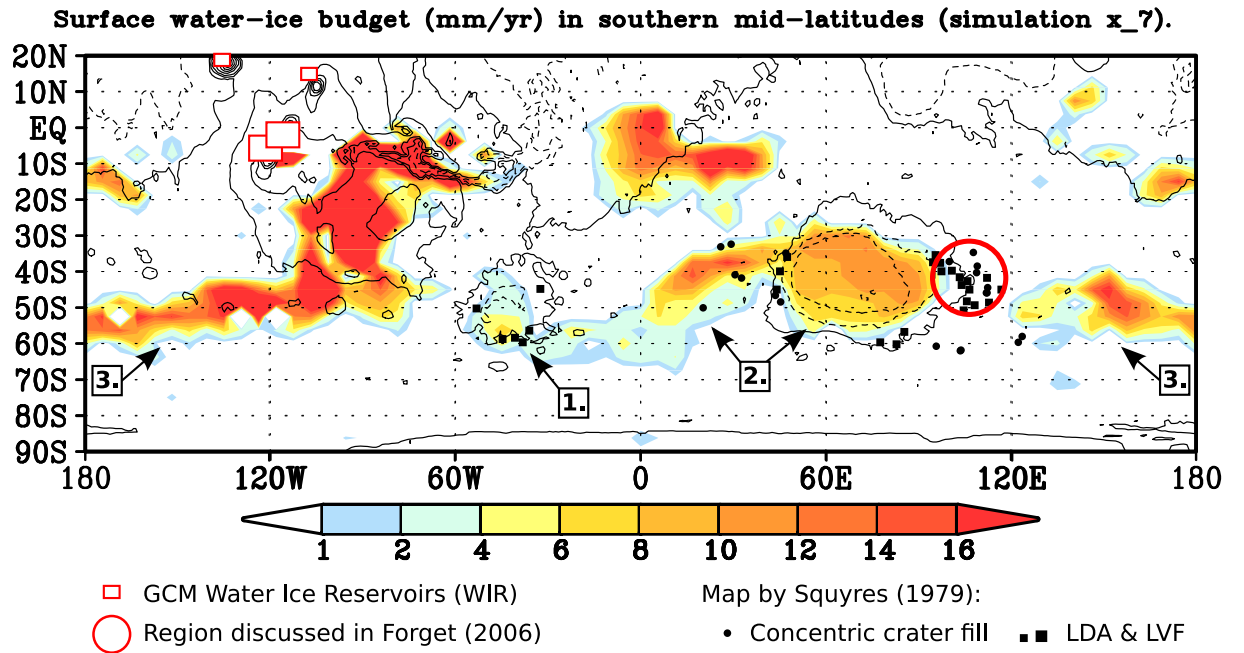 Surface water-ice budget (mm/yr) in southern mid-latitudes (simulation x_7).
20N
10N
EQ
10S
20S
30S
40S
50S
60S
70S
80S
90S
3.
1.
2.
3.
180 120W 60W 0 60E 120E 180
1 2 4 6 8 10 12 14 16
GCM Water Ice Reservoirs (WIR)
Region discussed in Forget (2006)
Map by Squyres (1979):
Concentric crater fill
LDA & LVF